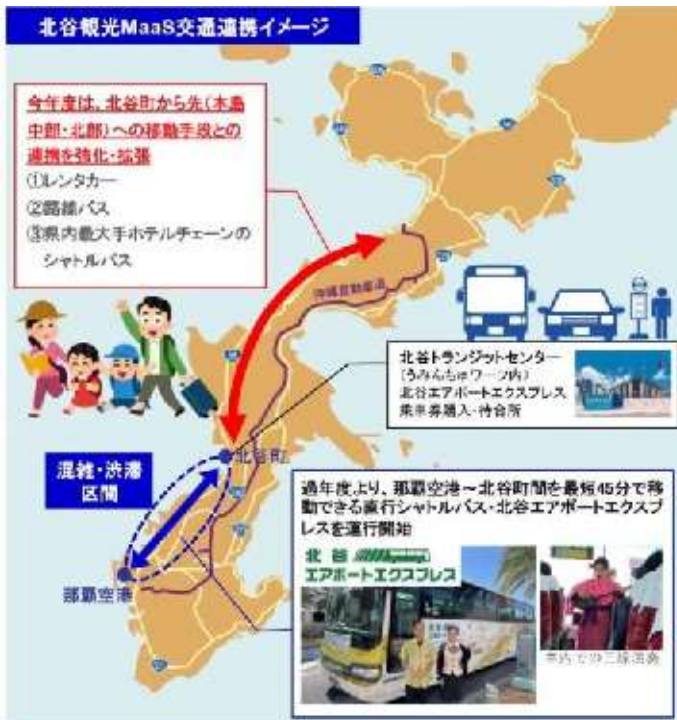 北谷観光MaaS交通連携イメージ
今年度は、北谷町から先(本島
中部・北部)への移動手段との
連携を強化・拡張
①レンタカー
②路線バス
③県内最大手ホテルチェーンの
シャトルバス
沖縄自動車道
北谷トランジットセンター
(うみんちゅワーフ内)
北谷エアポートエクスプレス
乗車券購入・待合所
北谷町
混雑・渋滞
区間
那覇空港
過年度より、那覇空港～北谷町間を最短45分で移
動できる直行シャトルバス・北谷エアポートエクスプ
レスを運行開始
北谷
エアポートエクスプレス
車内での三線演奏